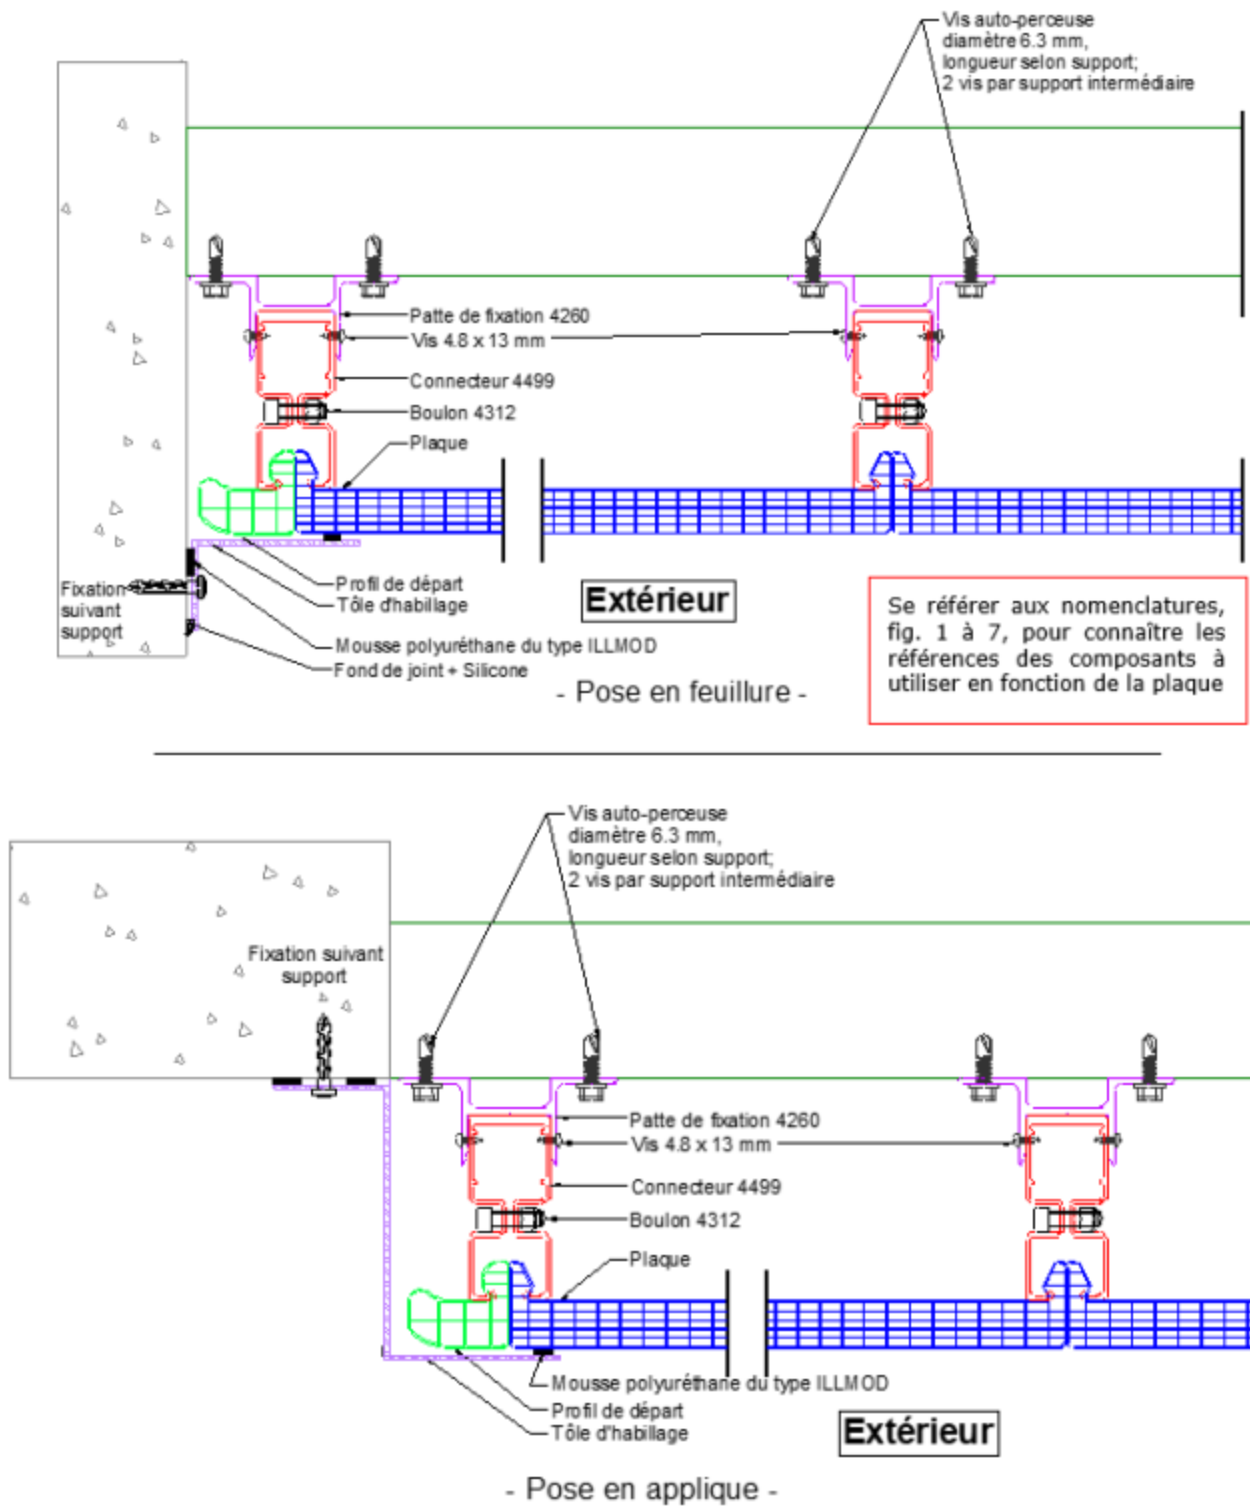 Vis auto-perceuse
diamètre 6.3 mm,
longueur selon support;
2 vis par support intermédiaire
Patte de fixation 4260
Vis 4.8 x 13 mm
Connecteur 4499
Boulon 4312
Plaque
Fixation
suivant
support
Profil de départ
Tôle d'habillage
Mousse polyuréthane du type ILLMOD
Fond de joint + Silicone
Extérieur
- Pose en feuillure -
Se référer aux nomenclatures,
fig. 1 à 7, pour connaître les
références des composants à
utiliser en fonction de la plaque
Vis auto-perceuse
diamètre 6.3 mm,
longueur selon support;
2 vis par support intermédiaire
Fixation suivant
support
Patte de fixation 4260
Vis 4.8 x 13 mm
Connecteur 4499
Boulon 4312
Plaque
Mousse polyuréthane du type ILLMOD
Profil de départ
Tôle d'habillage
Extérieur
- Pose en applique -